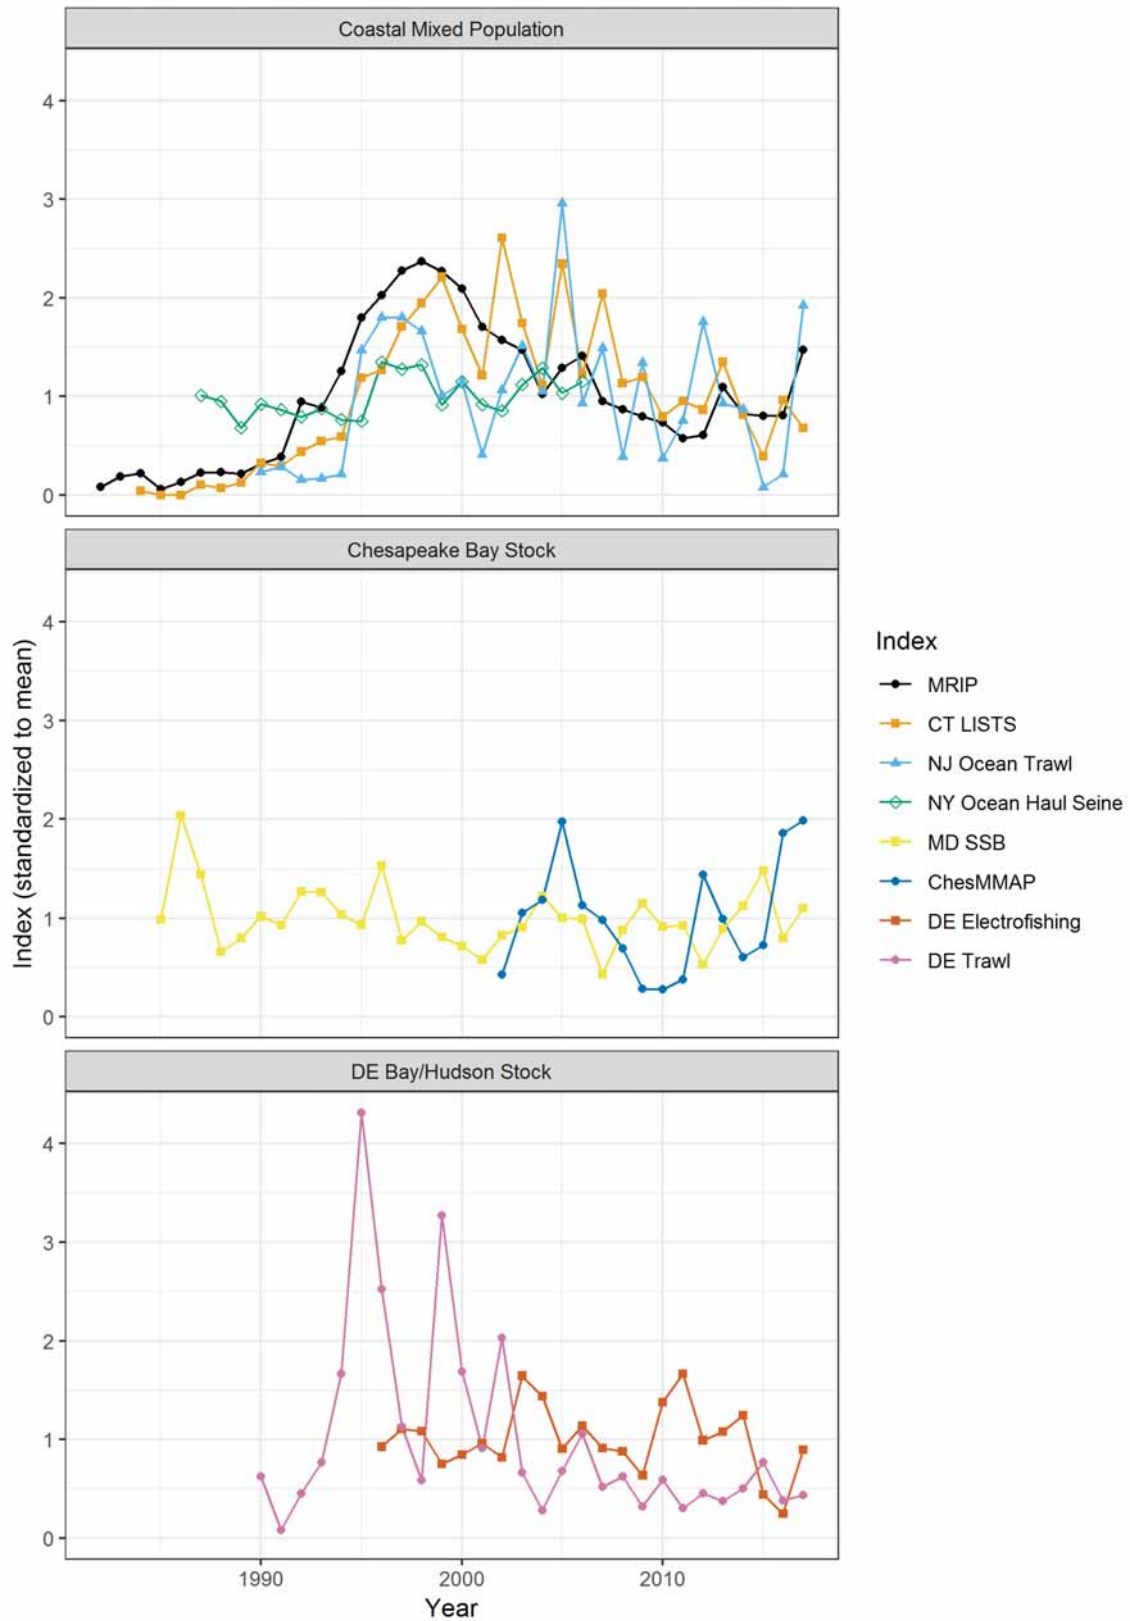 Coastal Mixed Population
4
3
2
1
0
Chesapeake Bay Stock
4
3
2
1
0
DE Bay/Hudson Stock
4
3
2
1
0
1990 2000 2010
Year
Index (standardized to mean)
Index
MRIP
CT LISTS
NJ Ocean Trawl
NY Ocean Haul Seine
MD SSB
ChesMMAP
DE Electrofishing
DE Trawl